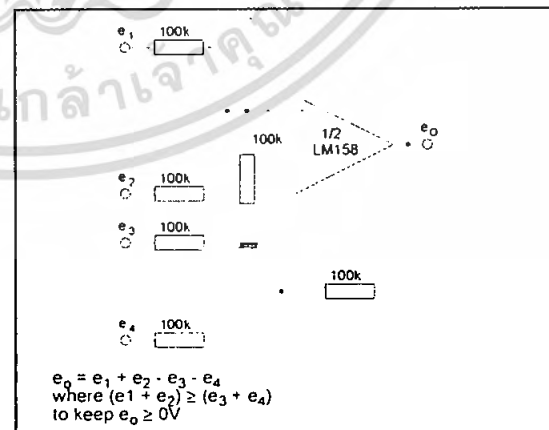 e1 100k
100k
1/2
LM158
eo
e2 100k
e3 100k
100k
e4 100k
eo = e1 + e2 - e3 - e4
where (e1 + e2) ≥ (e3 + e4)
to keep eo ≥ 0V